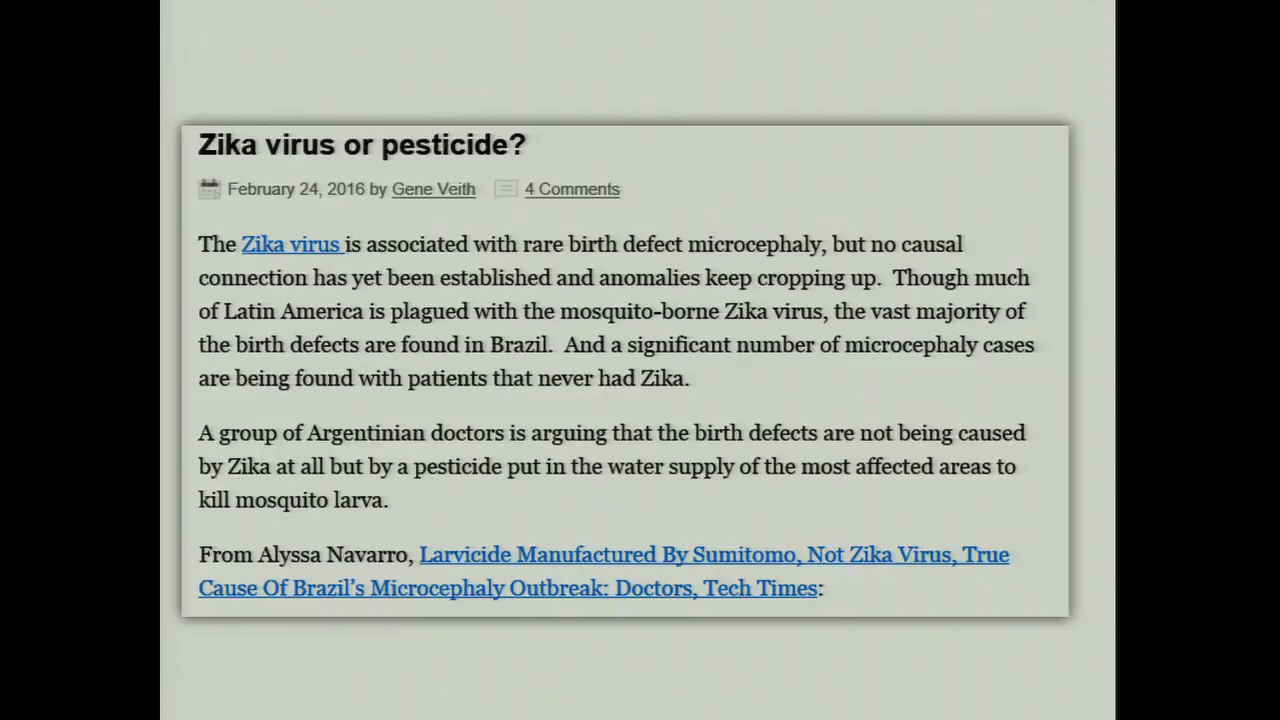 Zika virus or pesticide?
February 24, 2016 by Gene Veith 4 Comments
The Zika virus is associated with rare birth defect microcephaly, but no causal
connection has yet been established and anomalies keep cropping up.  Though much
of Latin America is plagued with the mosquito-borne Zika virus, the vast majority of
the birth defects are found in Brazil.  And a significant number of microcephaly cases
are being found with patients that never had Zika.
A group of Argentinian doctors is arguing that the birth defects are not being caused
by Zika at all but by a pesticide put in the water supply of the most affected areas to
kill mosquito larva.
From Alyssa Navarro, Larvicide Manufactured By Sumitomo, Not Zika Virus, True
Cause Of Brazil’s Microcephaly Outbreak: Doctors, Tech Times: